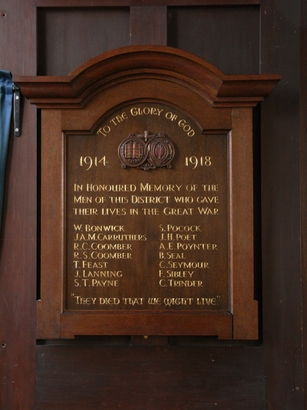 TO THE GLORY OF GOD
1914 1918
IN HONOURED MEMORY OF THE
MEN OF THIS DISTRICT WHO GAVE
THEIR LIVES IN THE GREAT WAR
W. BONWICK S. POCOCK
J.A.M. CARRUTHERS J.H. POET
R.C. COOMBER A.E. POYNTER
R.S. COOMBER B. SEAL
T. FEAST C. SEYMOUR
J. LANNING F. SIBLEY
S.T. PAYNE C. TRINDER
"THEY DIED THAT WE MIGHT LIVE"